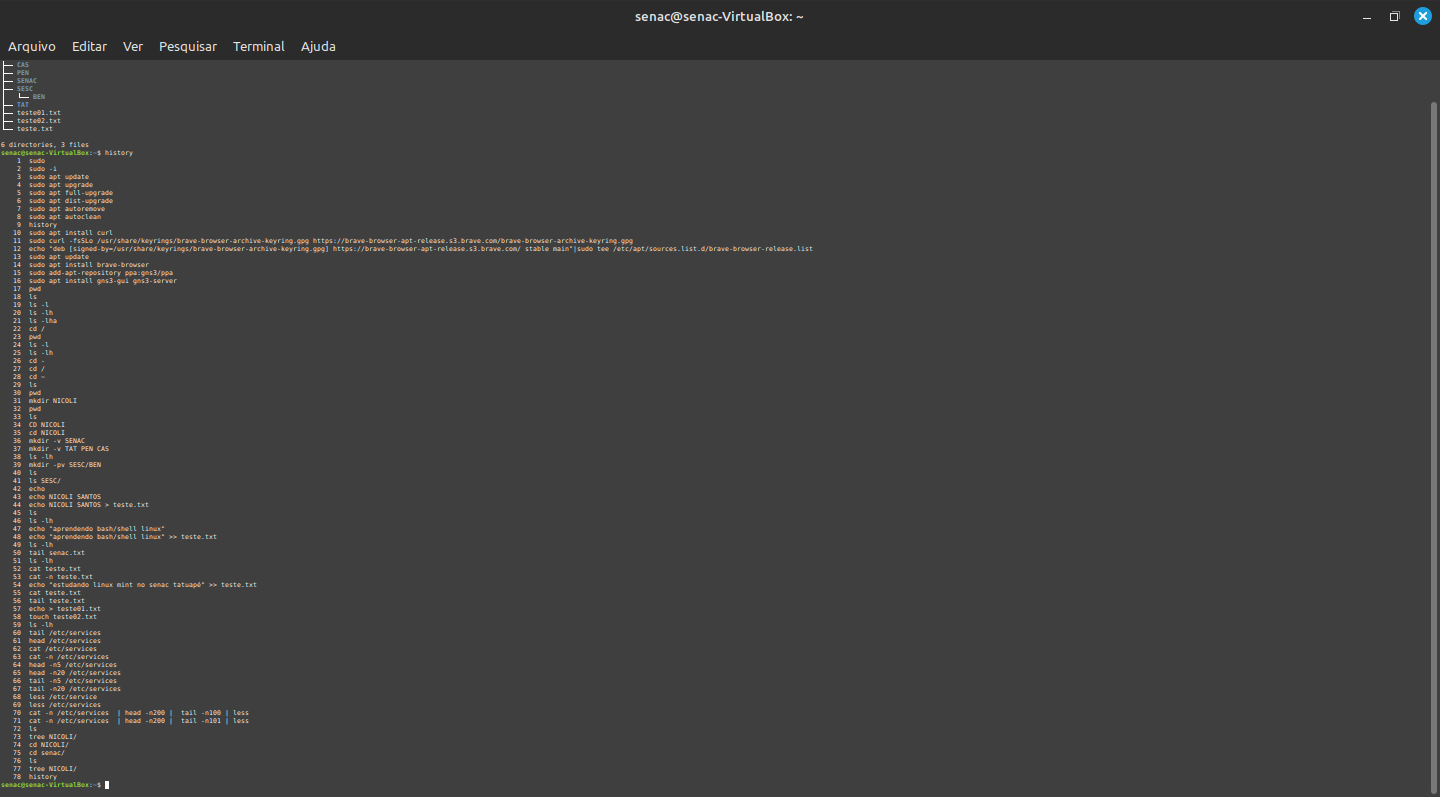 senac@senac-VirtualBox: ~
Arquivo Editar Ver Pesquisar Terminal Ajuda
├── CAS
├── PEN
├── SENAC
├── SESC
│   └── BEN
├── TAT
├── teste01.txt
├── teste02.txt
└── teste.txt
6 directories, 3 files
senac@senac-VirtualBox:~$ history
1 sudo
2 sudo -i
3 sudo apt update
4 sudo apt upgrade
5 sudo apt full-upgrade
6 sudo apt dist-upgrade
7 sudo apt autoremove
8 sudo apt autoclean
9 history
10 sudo apt install curl
11 sudo curl -fsSLo /usr/share/keyrings/brave-browser-archive-keyring.gpg https://brave-browser-apt-release.s3.brave.com/brave-browser-archive-keyring.gpg
12 echo "deb [signed-by=/usr/share/keyrings/brave-browser-archive-keyring.gpg] https://brave-browser-apt-release.s3.brave.com/ stable main"|sudo tee /etc/apt/sources.list.d/brave-browser-release.list
13 sudo apt update
14 sudo apt install brave-browser
15 sudo add-apt-repository ppa:gns3/ppa
16 sudo apt install gns3-gui gns3-server
17 pwd
18 ls
19 ls -l
20 ls -lh
21 ls -lha
22 cd /
23 pwd
24 ls -l
25 ls -lh
26 cd -
27 cd /
28 cd ~
29 ls
30 pwd
31 mkdir NICOLI
32 pwd
33 ls
34 CD NICOLI
35 cd NICOLI
36 mkdir -v SENAC
37 mkdir -v TAT PEN CAS
38 ls -lh
39 mkdir -pv SESC/BEN
40 ls
41 ls SESC/
42 echo
43 echo NICOLI SANTOS
44 echo NICOLI SANTOS > teste.txt
45 ls
46 ls -lh
47 echo "aprendendo bash/shell linux"
48 echo "aprendendo bash/shell linux" >> teste.txt
49 ls -lh
50 tail senac.txt
51 ls -lh
52 cat teste.txt
53 cat -n teste.txt
54 echo "estudando linux mint no senac tatuapé" >> teste.txt
55 cat teste.txt
56 tail teste.txt
57 echo > teste01.txt
58 touch teste02.txt
59 ls -lh
60 tail /etc/services
61 head /etc/services
62 cat /etc/services
63 cat -n /etc/services
64 head -n5 /etc/services
65 head -n20 /etc/services
66 tail -n5 /etc/services
67 tail -n20 /etc/services
68 less /etc/service
69 less /etc/services
70 cat -n /etc/services | head -n200 | tail -n100 | less
71 cat -n /etc/services | head -n200 | tail -n101 | less
72 ls
73 tree NICOLI/
74 cd NICOLI/
75 cd senac/
76 ls
77 tree NICOLI/
78 history
senac@senac-VirtualBox:~$